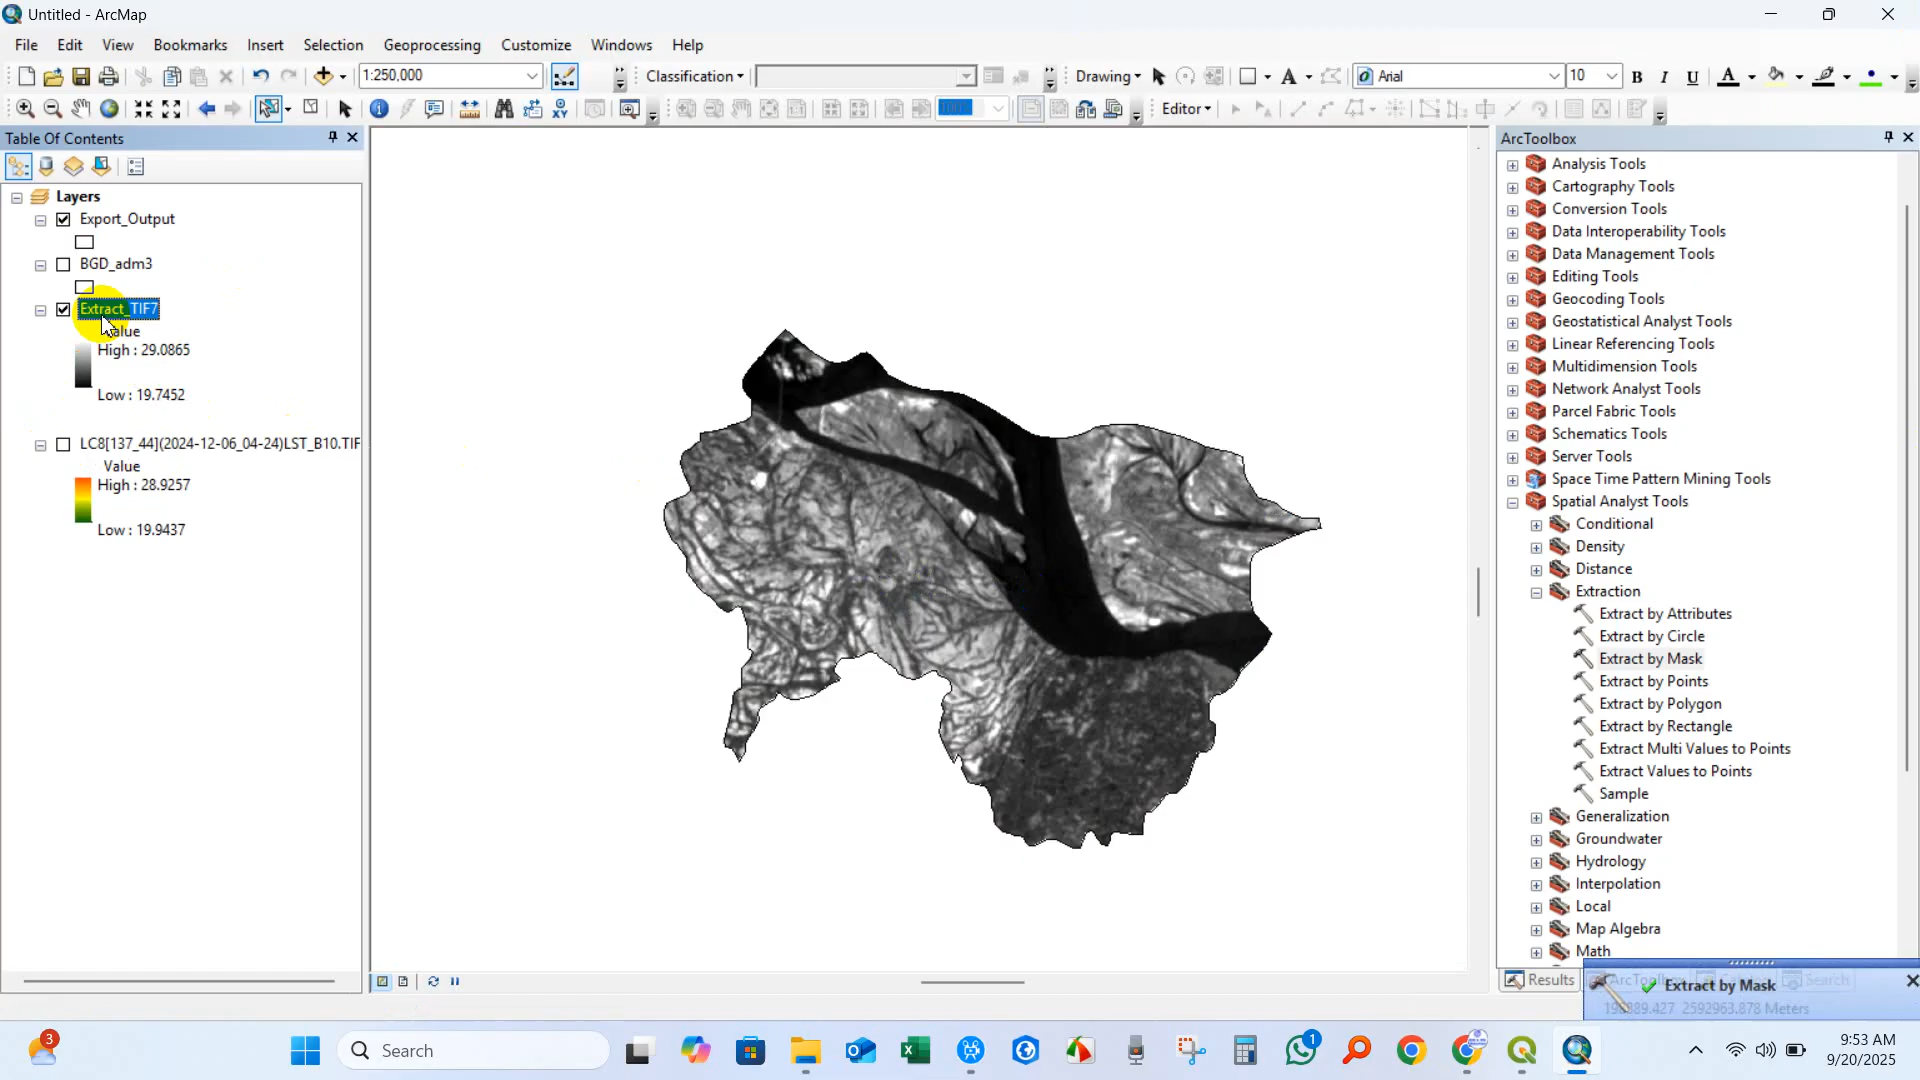 Untitled - ArcMap
File Edit View Bookmarks Insert Selection Geoprocessing Customize Windows Help
1:250,000 Classification Drawing A Arial 10 B I U A
Editor
Table Of Contents
Layers
Export_Output
BGD_adm3
Extract_TIF7
Value
High : 29.0865
Low : 19.7452
LC8[137_44](2024-12-06_04-24)LST_B10.TIF
Value
High : 28.9257
Low : 19.9437
ArcToolbox
Analysis Tools
Cartography Tools
Conversion Tools
Data Interoperability Tools
Data Management Tools
Editing Tools
Geocoding Tools
Geostatistical Analyst Tools
Linear Referencing Tools
Multidimension Tools
Network Analyst Tools
Parcel Fabric Tools
Schematics Tools
Server Tools
Space Time Pattern Mining Tools
Spatial Analyst Tools
Conditional
Density
Distance
Extraction
Extract by Attributes
Extract by Circle
Extract by Mask
Extract by Points
Extract by Polygon
Extract by Rectangle
Extract Multi Values to Points
Extract Values to Points
Sample
Generalization
Groundwater
Hydrology
Interpolation
Local
Map Algebra
Math
Results ArcToolbox Search
Extract by Mask
2592963.878 Meters
3 Search 1 9:53 AM
9/20/2025